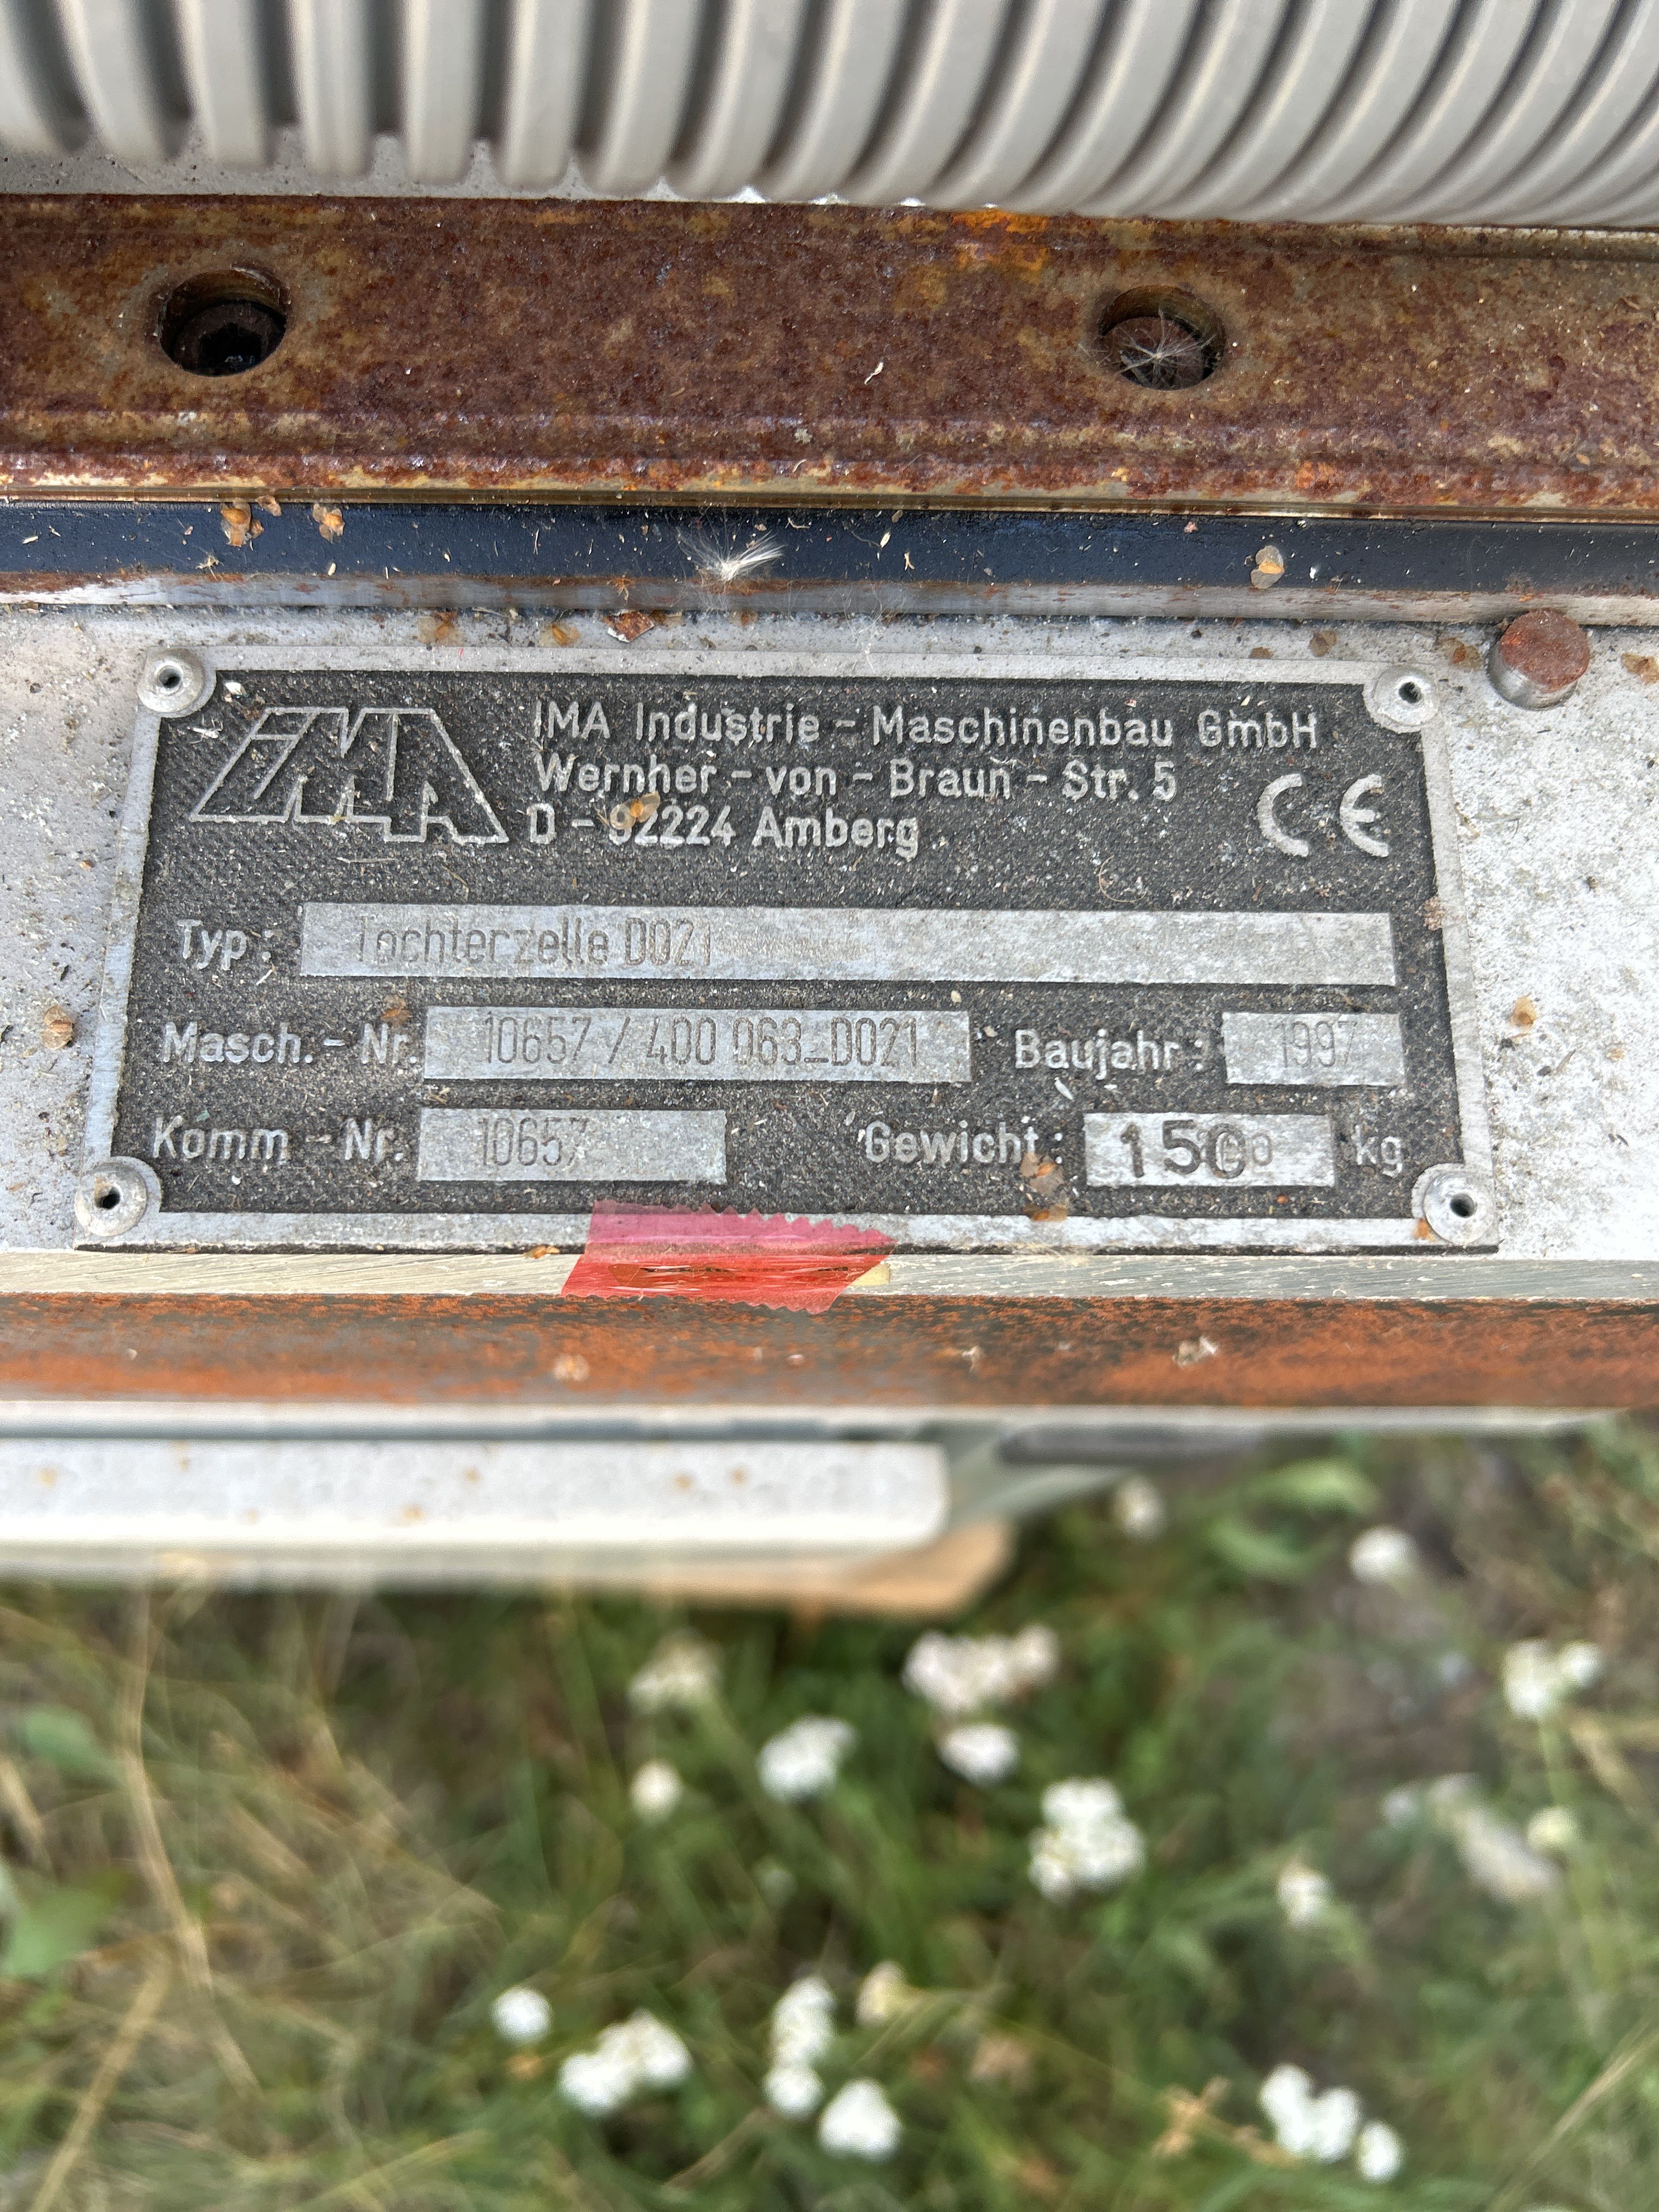 IMA
IMA Industrie - Maschinenbau GmbH
Wernher - von - Braun - Str. 5
D - 92224 Amberg
CE
Typ: Tochterzelle D021
Masch.- Nr. 10657 / 400 063_D021 Baujahr: 1997
Komm - Nr. 10657 Gewicht: kg